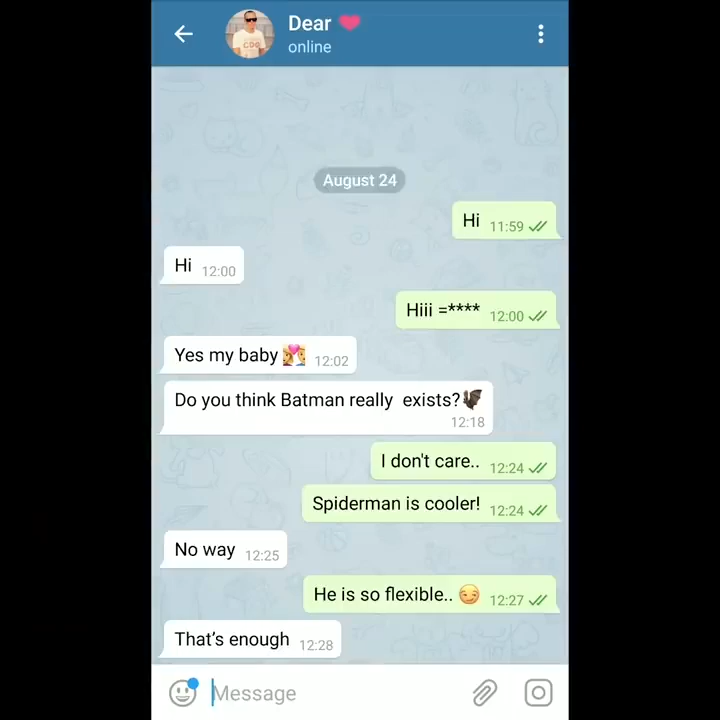 Dear ❤
online
August 24
Hi 11:59
Hi 12:00
Hiii =**** 12:00
Yes my baby 💏 12:02
Do you think Batman really exists?🦇
12:18
I don't care.. 12:24
Spiderman is cooler! 12:24
No way 12:25
He is so flexible.. 😏 12:27
That's enough 12:28
Message